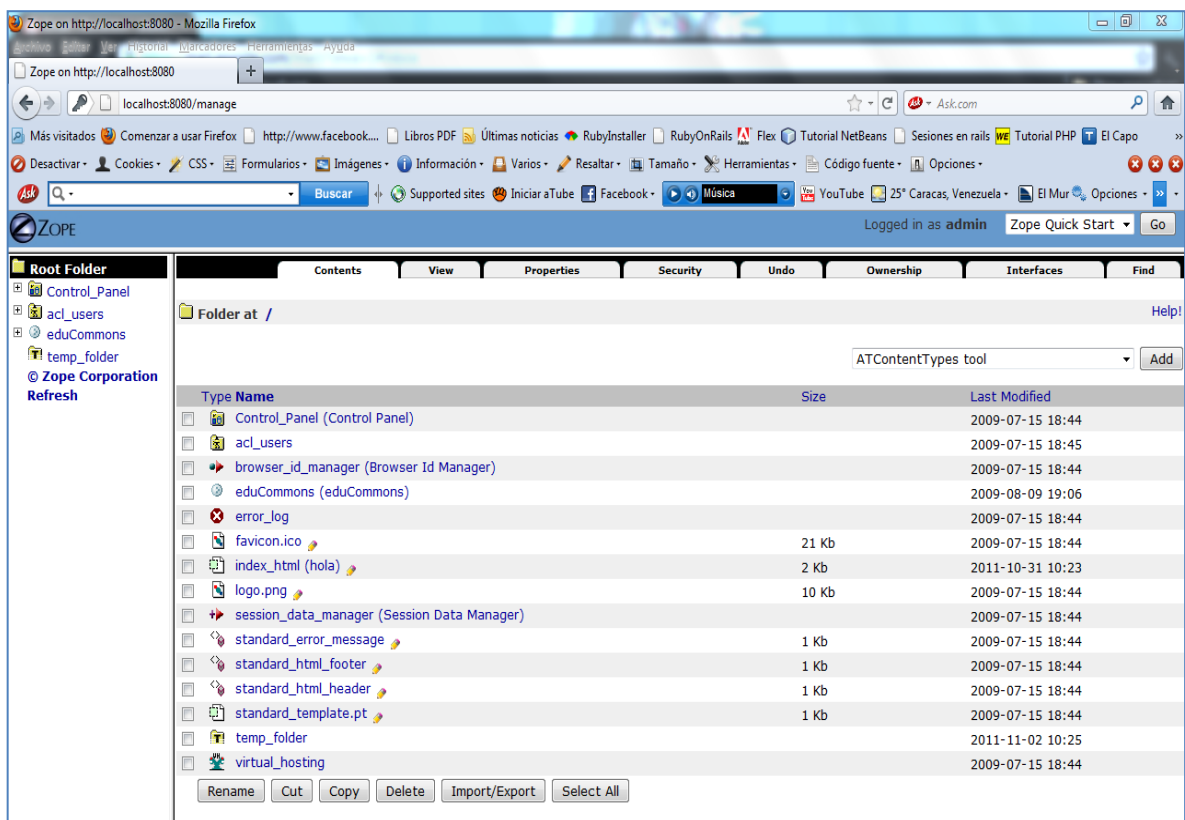 Zope on http://localhost:8080 - Mozilla Firefox
Archivo Editar Ver Historial Marcadores Herramientas Ayuda
Zope on http://localhost:8080 +
localhost:8080/manage Ask.com
Más visitados Comenzar a usar Firefox http://www.facebook.... Libros PDF Últimas noticias RubyInstaller RubyOnRails Flex Tutorial NetBeans Sesiones en rails WE Tutorial PHP T El Capo »
Desactivar Cookies CSS Formularios Imágenes Información Varios Resaltar Tamaño Herramientas Código fuente Opciones
Ask Buscar Supported sites Iniciar aTube Facebook Música YouTube 25° Caracas, Venezuela El Mur Opciones »
ZOPE Logged in as admin Zope Quick Start Go
Root Folder Contents View Properties Security Undo Ownership Interfaces Find
Control_Panel
acl_users
eduCommons
temp_folder
© Zope Corporation
Refresh
Folder at / Help!
ATContentTypes tool Add
Type Name Size Last Modified
Control_Panel (Control Panel) 2009-07-15 18:44
acl_users 2009-07-15 18:45
browser_id_manager (Browser Id Manager) 2009-07-15 18:44
eduCommons (eduCommons) 2009-08-09 19:06
error_log 2009-07-15 18:44
favicon.ico 21 Kb 2009-07-15 18:44
index_html (hola) 2 Kb 2011-10-31 10:23
logo.png 10 Kb 2009-07-15 18:44
session_data_manager (Session Data Manager) 2009-07-15 18:44
standard_error_message 1 Kb 2009-07-15 18:44
standard_html_footer 1 Kb 2009-07-15 18:44
standard_html_header 1 Kb 2009-07-15 18:44
standard_template.pt 1 Kb 2009-07-15 18:44
temp_folder 2011-11-02 10:25
virtual_hosting 2009-07-15 18:44
Rename Cut Copy Delete Import/Export Select All